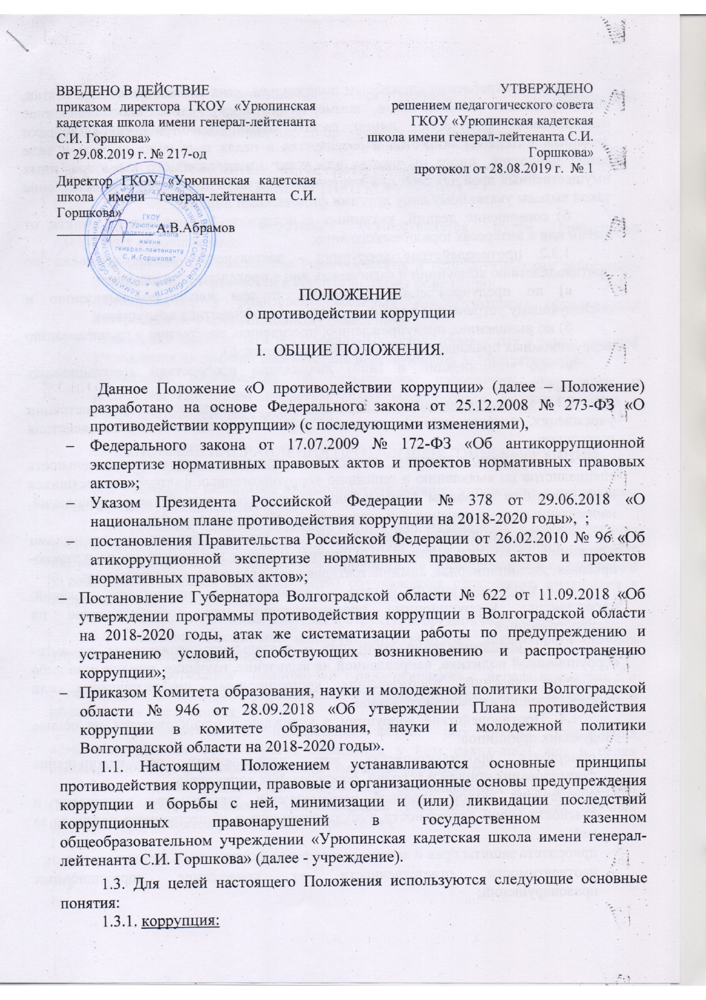 ВВЕДЕНО В ДЕЙСТВИЕ
приказом директора ГКОУ «Урюпинская
кадетская школа имени генерал-лейтенанта
С.И. Горшкова»
от 29.08.2019 г. № 217-од
Директор ГКОУ «Урюпинская кадетская
школа имени генерал-лейтенанта С.И.
Горшкова»
А.В.Абрамов
ГКОУ
"Урюпинская
кадетская школа
имени
генерал-лейтенанта
С.И.Горшкова"
УТВЕРЖДЕНО
решением педагогического совета
ГКОУ «Урюпинская кадетская
школа имени генерал-лейтенанта С.И.
Горшкова»
протокол от 28.08.2019 г. № 1
ПОЛОЖЕНИЕ
о противодействии коррупции
I. ОБЩИЕ ПОЛОЖЕНИЯ.
Данное Положение «О противодействии коррупции» (далее – Положение)
разработано на основе Федерального закона от 25.12.2008 № 273-ФЗ «О
противодействии коррупции» (с последующими изменениями),
– Федерального закона от 17.07.2009 № 172-ФЗ «Об антикоррупционной
экспертизе нормативных правовых актов и проектов нормативных правовых
актов»;
– Указом Президента Российской Федерации № 378 от 29.06.2018 «О
национальном плане противодействия коррупции на 2018-2020 годы», ;
– постановления Правительства Российской Федерации от 26.02.2010 № 96 «Об
атикоррупционной экспертизе нормативных правовых актов и проектов
нормативных правовых актов»;
– Постановление Губернатора Волгоградской области № 622 от 11.09.2018 «Об
утверждении программы противодействия коррупции в Волгоградской области
на 2018-2020 годы, атак же систематизации работы по предупреждению и
устранению условий, спобствующих возникновению и распространению
коррупции»;
– Приказом Комитета образования, науки и молодежной политики Волгоградской
области № 946 от 28.09.2018 «Об утверждении Плана противодействия
коррупции в комитете образования, науки и молодежной политики
Волгоградской области на 2018-2020 годы».
1.1. Настоящим Положением устанавливаются основные принципы
противодействия коррупции, правовые и организационные основы предупреждения
коррупции и борьбы с ней, минимизации и (или) ликвидации последствий
коррупционных правонарушений в государственном казенном
общеобразовательном учреждении «Урюпинская кадетская школа имени генерал-
лейтенанта С.И. Горшкова» (далее - учреждение).
1.3. Для целей настоящего Положения используются следующие основные
понятия:
1.3.1. коррупция: